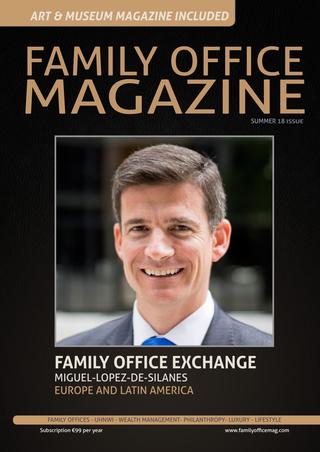 ART & MUSEUM MAGAZINE INCLUDED
FAMILY OFFICE
MAGAZINE
SUMMER 18 ISSUE
FAMILY OFFICE EXCHANGE
MIGUEL-LOPEZ-DE-SILANES
EUROPE AND LATIN AMERICA
FAMILY OFFICES - UHNWI - WEALTH MANAGEMENT- PHILANTHROPY- LUXURY - LIFESTYLE
Subscription €99 per year
www.familyofficemag.com